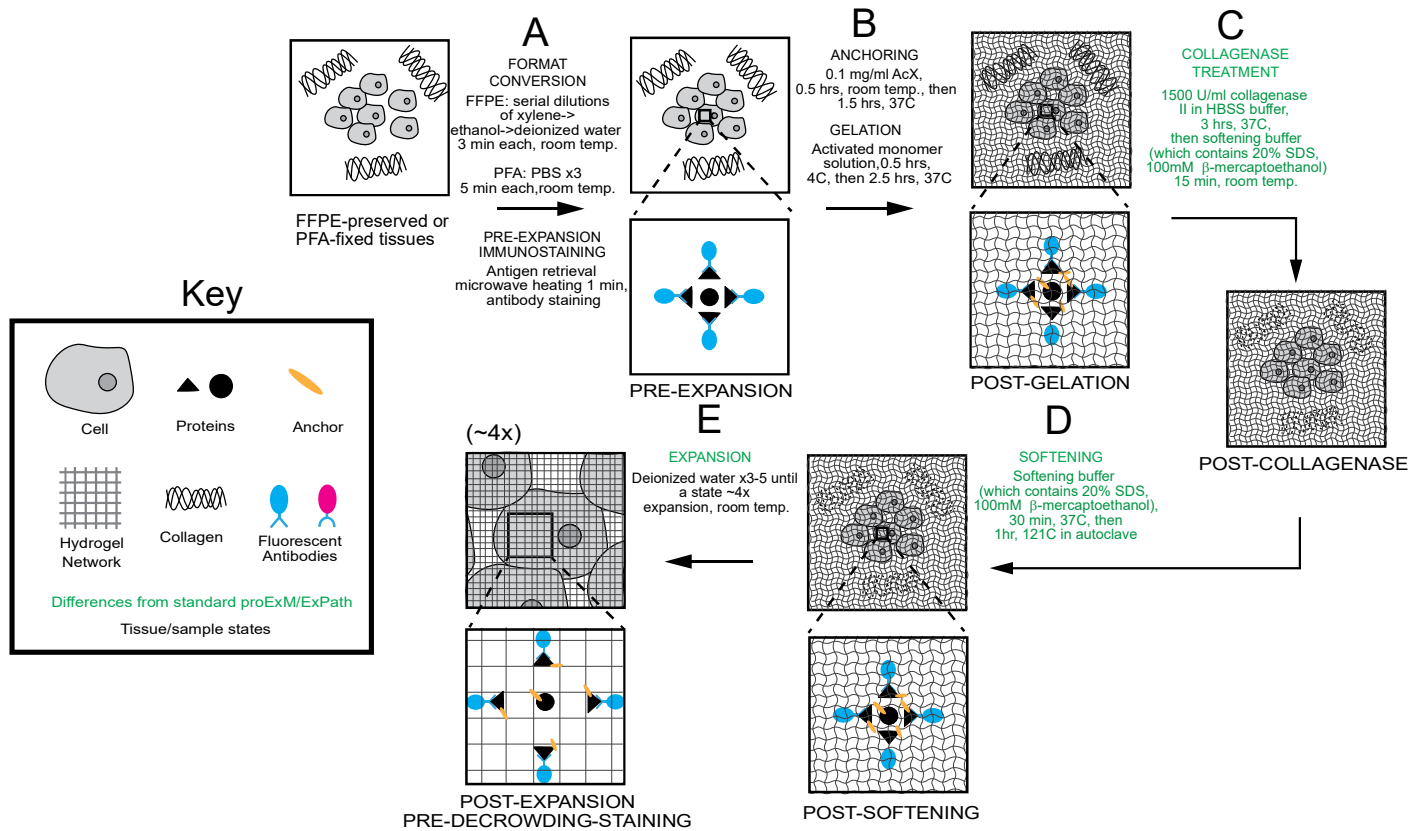 A
FORMAT
CONVERSION
FFPE: serial dilutions
of xylene->
ethanol->deionized water
3 min each, room temp.
PFA: PBS x3
5 min each,room temp.
PRE-EXPANSION
IMMUNOSTAINING
Antigen retrieval
microwave heating 1 min,
antibody staining
FFPE-preserved or
PFA-fixed tissues
PRE-EXPANSION
B
ANCHORING
0.1 mg/ml AcX,
0.5 hrs, room temp., then
1.5 hrs, 37C
GELATION
Activated monomer
solution,0.5 hrs,
4C, then 2.5 hrs, 37C
POST-GELATION
C
COLLAGENASE
TREATMENT
1500 U/ml collagenase
II in HBSS buffer,
3 hrs, 37C,
then softening buffer
(which contains 20% SDS,
100mM β-mercaptoethanol)
15 min, room temp.
POST-COLLAGENASE
D
SOFTENING
Softening buffer
(which contains 20% SDS,
100mM β-mercaptoethanol),
30 min, 37C, then
1hr, 121C in autoclave
POST-SOFTENING
E
EXPANSION
Deionized water x3-5 until
a state ~4x
expansion, room temp.
(~4x)
POST-EXPANSION
PRE-DECROWDING-STAINING
Key
Cell
Proteins
Anchor
Hydrogel
Network
Collagen
Fluorescent
Antibodies
Differences from standard proExM/ExPath
Tissue/sample states